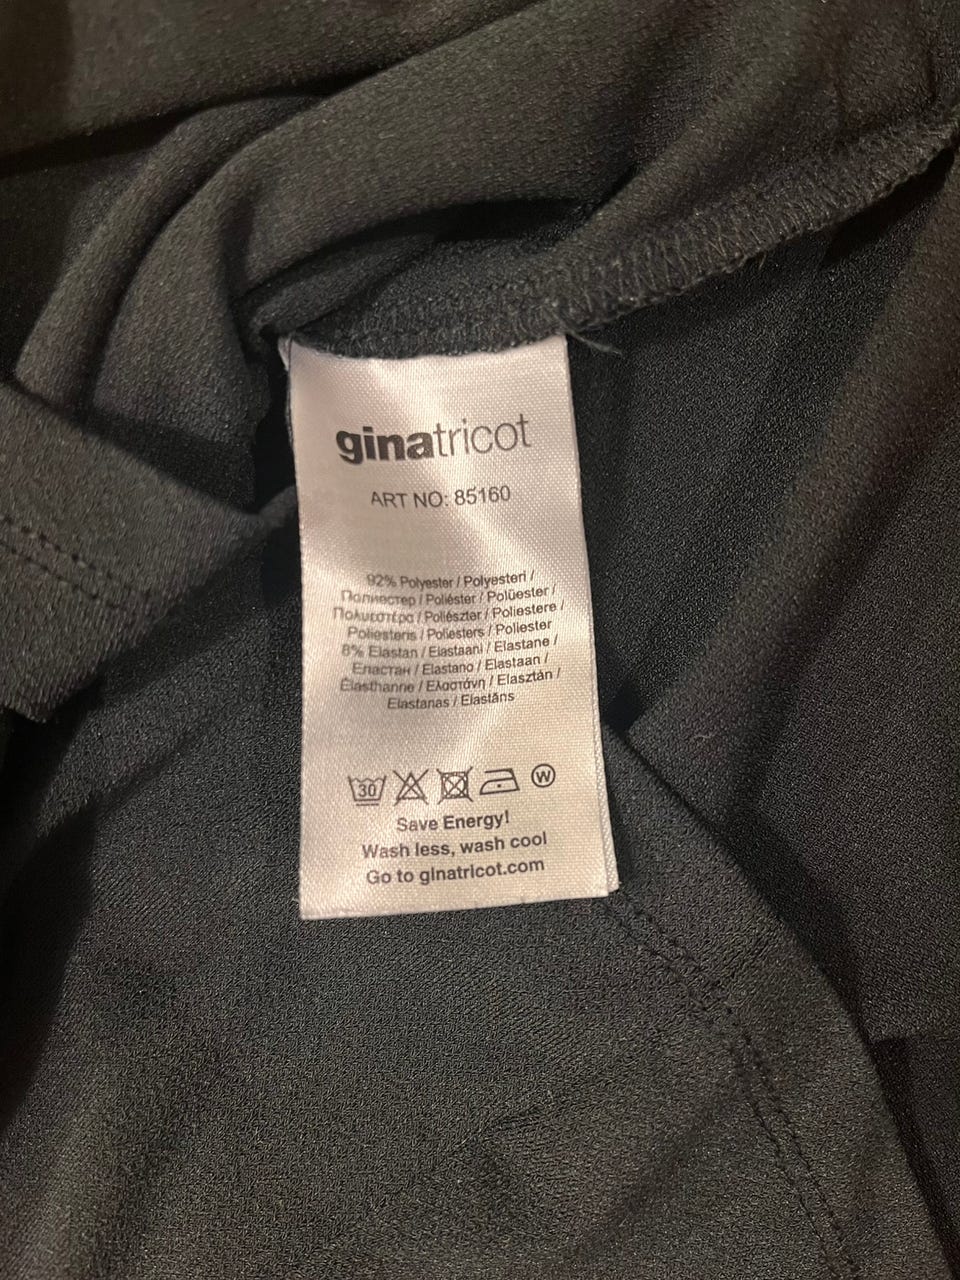 ginatricot
ART NO: 85160
92% Polyester / Polyesteri /
Полиестер / Poliéster / Polüester /
Πολυεστέρα / Poliészter / Poliestere /
Poliesteris / Poliesters / Poliester
8% Elastan / Elastaani / Elastane /
Еластан / Elastano / Elastaan /
Élasthanne / Ελαστάνη / Elasztán /
Elastanas / Elastāns
30 W
Save Energy!
Wash less, wash cool
Go to ginatricot.com